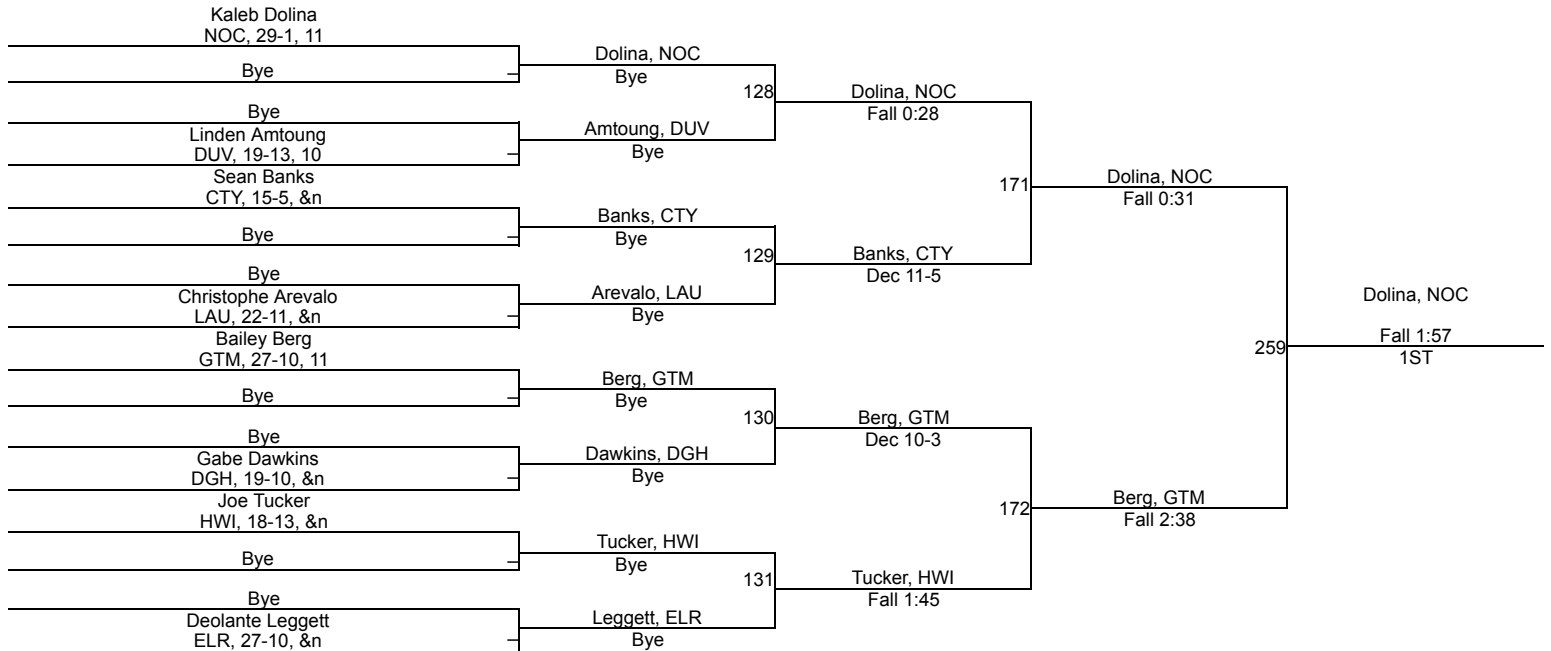 Kaleb Dolina
NOC, 29-1, 11
Bye
Bye
Linden Amtoung
DUV, 19-13, 10
Sean Banks
CTY, 15-5, &n
Bye
Bye
Christophe Arevalo
LAU, 22-11, &n
Bailey Berg
GTM, 27-10, 11
Bye
Bye
Gabe Dawkins
DGH, 19-10, &n
Joe Tucker
HWI, 18-13, &n
Bye
Bye
Deolante Leggett
ELR, 27-10, &n
Dolina, NOC
Bye
128
Amtoung, DUV
Bye
Banks, CTY
Bye
129
Arevalo, LAU
Bye
Berg, GTM
Bye
130
Dawkins, DGH
Bye
Tucker, HWI
Bye
131
Leggett, ELR
Bye
Dolina, NOC
Fall 0:28
171
Banks, CTY
Dec 11-5
Berg, GTM
Dec 10-3
172
Tucker, HWI
Fall 1:45
Dolina, NOC
Fall 0:31
259
Berg, GTM
Fall 2:38
Dolina, NOC
Fall 1:57
1ST